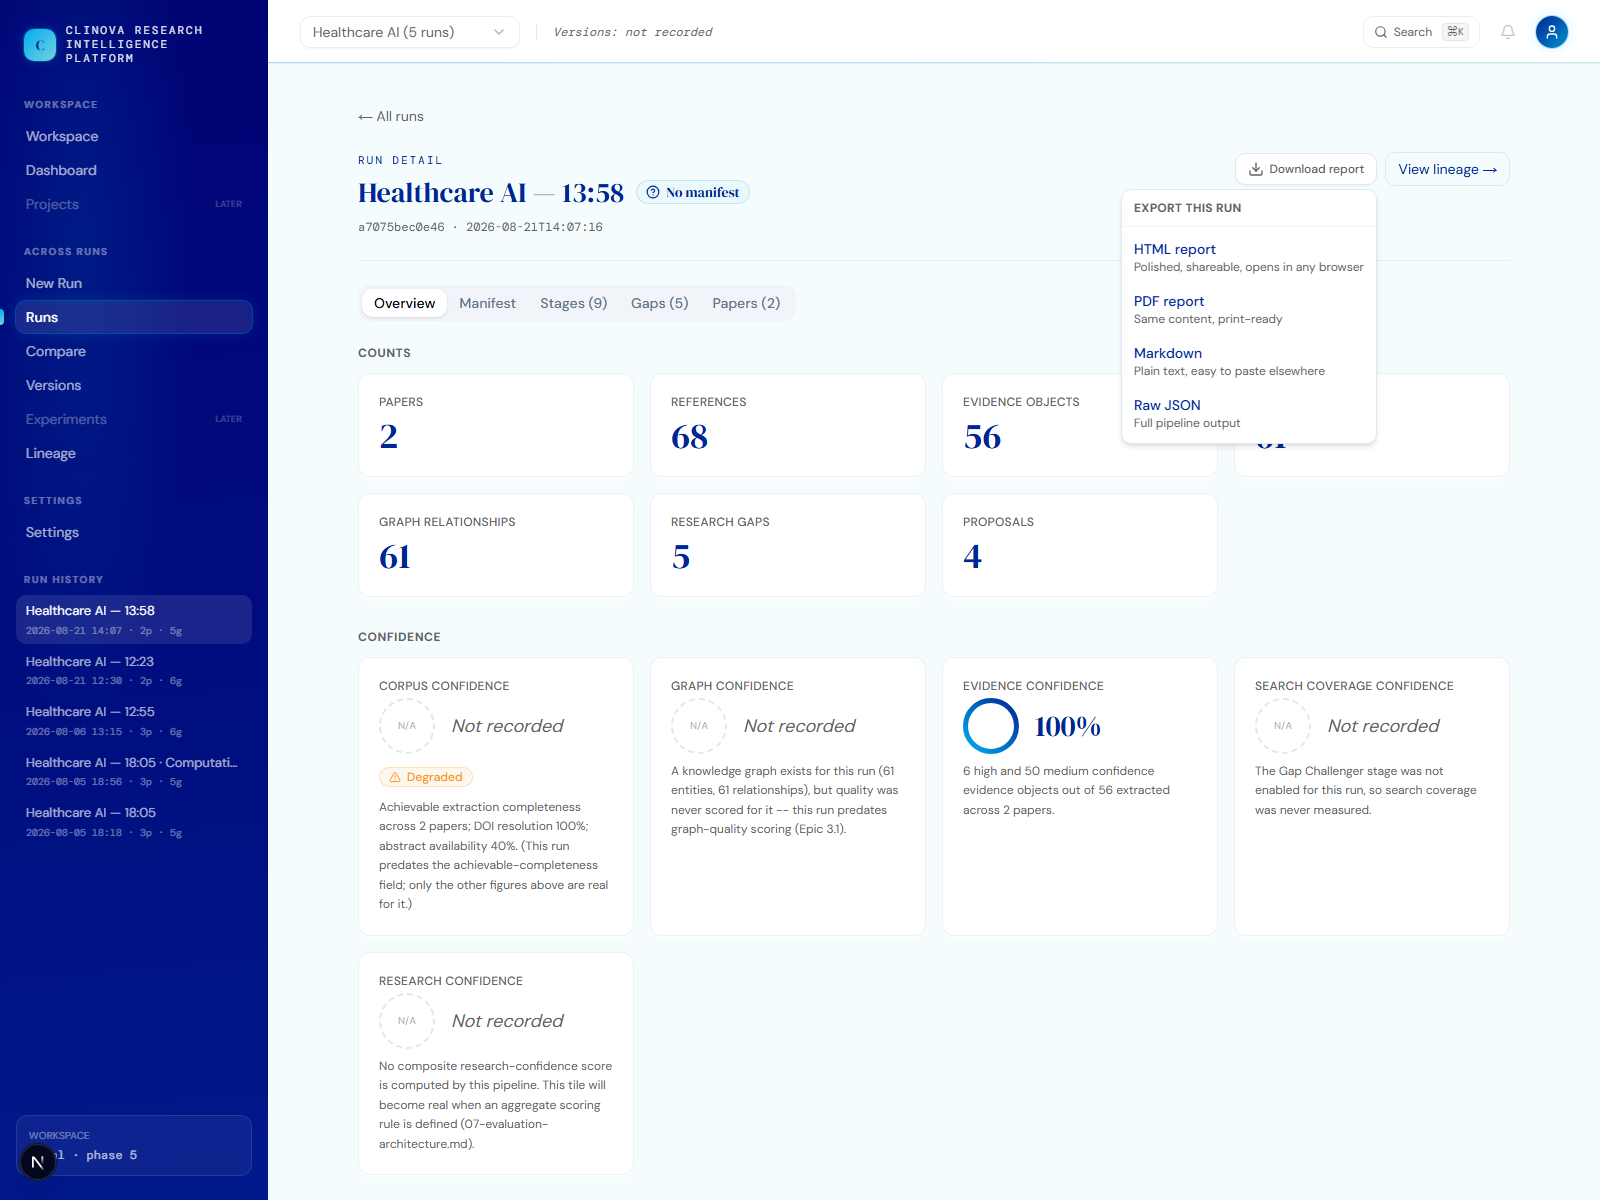 C
CLINOVA RESEARCH
INTELLIGENCE
PLATFORM
WORKSPACE
Workspace
Dashboard
Projects LATER
ACROSS RUNS
New Run
Runs
Compare
Versions
Experiments LATER
Lineage
SETTINGS
Settings
RUN HISTORY
Healthcare AI — 13:58
2026-08-21 14:07 · 2p · 5g
Healthcare AI — 12:23
2026-08-21 12:30 · 2p · 6g
Healthcare AI — 12:55
2026-08-06 13:15 · 3p · 6g
Healthcare AI — 18:05 · Computati...
2026-08-05 18:56 · 3p · 5g
Healthcare AI — 18:05
2026-08-05 18:18 · 3p · 5g
WORKSPACE
· phase 5
N
Healthcare AI (5 runs)
Versions: not recorded
Search ⌘K
← All runs
RUN DETAIL
Healthcare AI — 13:58
No manifest
a7075bec0e46 · 2026-08-21T14:07:16
Download report
View lineage →
EXPORT THIS RUN
HTML report
Polished, shareable, opens in any browser
PDF report
Same content, print-ready
Markdown
Plain text, easy to paste elsewhere
Raw JSON
Full pipeline output
Overview
Manifest
Stages (9)
Gaps (5)
Papers (2)
COUNTS
PAPERS
2
REFERENCES
68
EVIDENCE OBJECTS
56
GRAPH RELATIONSHIPS
61
RESEARCH GAPS
5
PROPOSALS
4
CONFIDENCE
CORPUS CONFIDENCE
N/A
Not recorded
Degraded
Achievable extraction completeness
across 2 papers; DOI resolution 100%;
abstract availability 40%. (This run
predates the achievable-completeness
field; only the other figures above are real
for it.)
GRAPH CONFIDENCE
N/A
Not recorded
A knowledge graph exists for this run (61
entities, 61 relationships), but quality was
never scored for it -- this run predates
graph-quality scoring (Epic 3.1).
EVIDENCE CONFIDENCE
100%
6 high and 50 medium confidence
evidence objects out of 56 extracted
across 2 papers.
SEARCH COVERAGE CONFIDENCE
N/A
Not recorded
The Gap Challenger stage was not
enabled for this run, so search coverage
was never measured.
RESEARCH CONFIDENCE
N/A
Not recorded
No composite research-confidence score
is computed by this pipeline. This tile will
become real when an aggregate scoring
rule is defined (07-evaluation-
architecture.md).